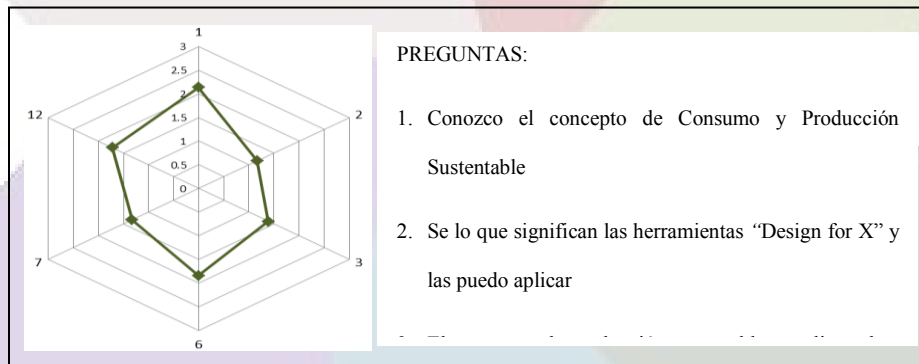 1
3
2.5
2
1.5
1
0.5
0
12
2
7
3
6
PREGUNTAS:
1. Conozco el concepto de Consumo y Producción
Sustentable
2. Se lo que significan las herramientas “Design for X” y
las puedo aplicar